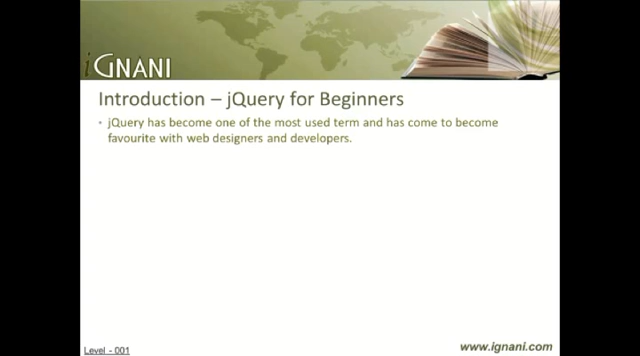 iGNANI
Introduction – jQuery for Beginners
• jQuery has become one of the most used term and has come to become
favourite with web designers and developers.
Level - 001
www.ignani.com